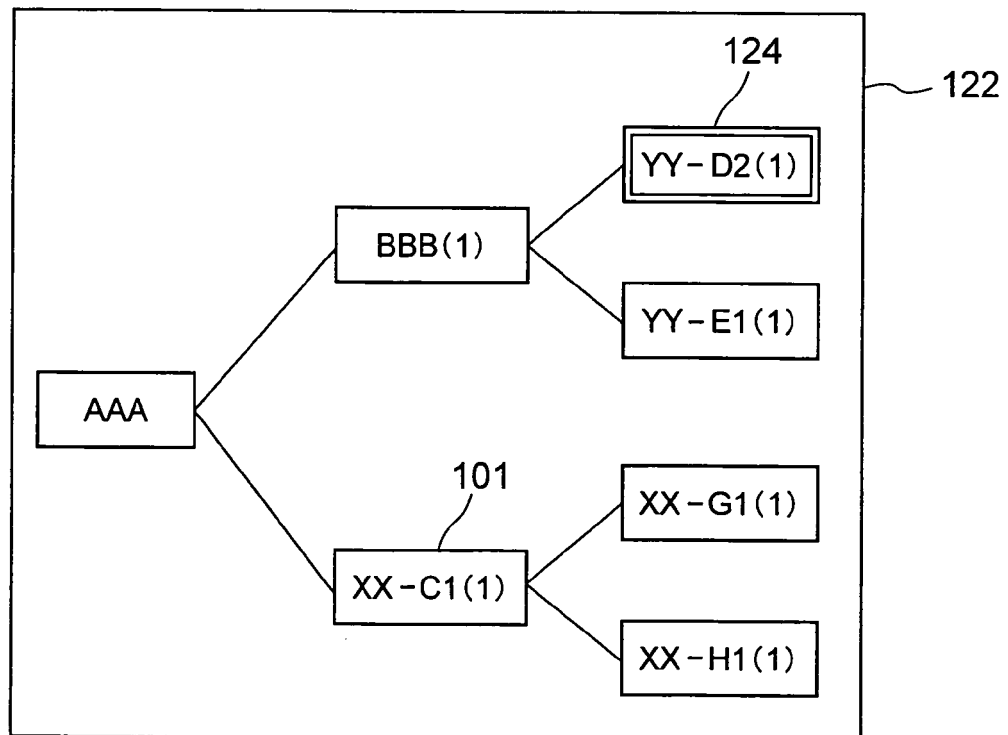 124
122
YY-D2(1)
BBB(1)
YY-E1(1)
AAA
101
XX-G1(1)
XX-C1(1)
XX-H1(1)